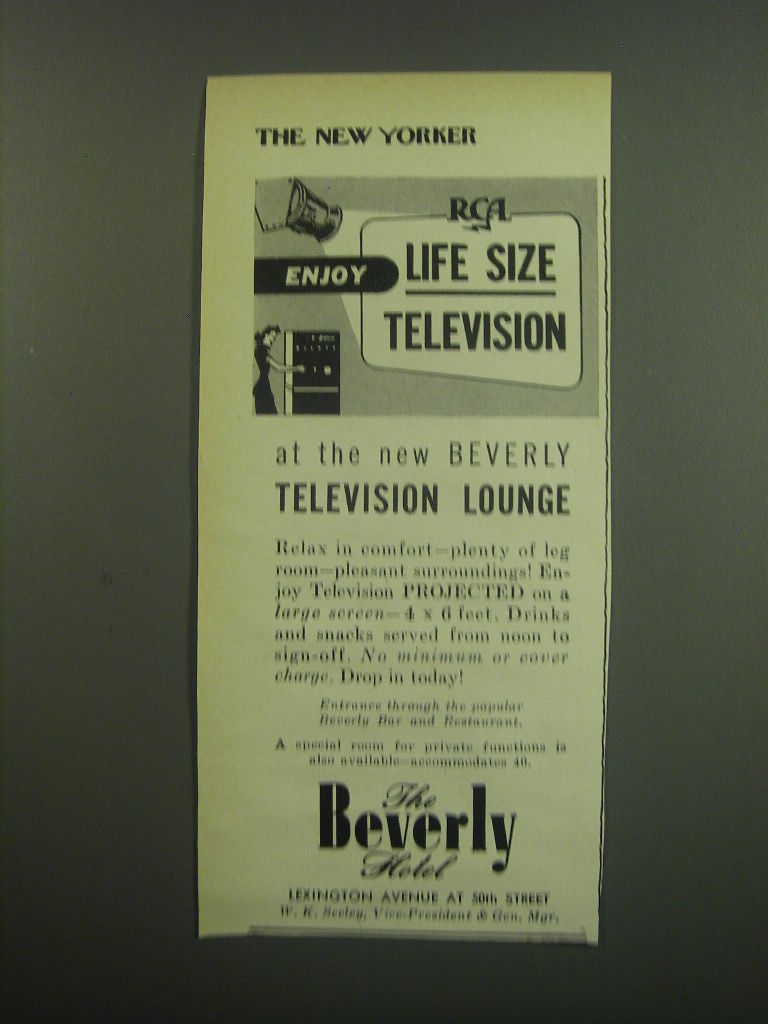 THE NEW YORKER
RCA
ENJOY
LIFE SIZE
TELEVISION
at the new BEVERLY
TELEVISION LOUNGE
Relax in comfort—plenty of leg
room—pleasant surroundings! En-
joy Television PROJECTED on a
large screen—4 x 6 feet. Drinks
and snacks served from noon to
sign-off. No minimum or cover
charge. Drop in today!
Entrance through the popular
Beverly Bar and Restaurant.
A special room for private functions is
also available—accommodates 40.
The
Beverly
Hotel
LEXINGTON AVENUE AT 50th STREET
W. K. Seeley, Vice-President & Gen. Mgr.